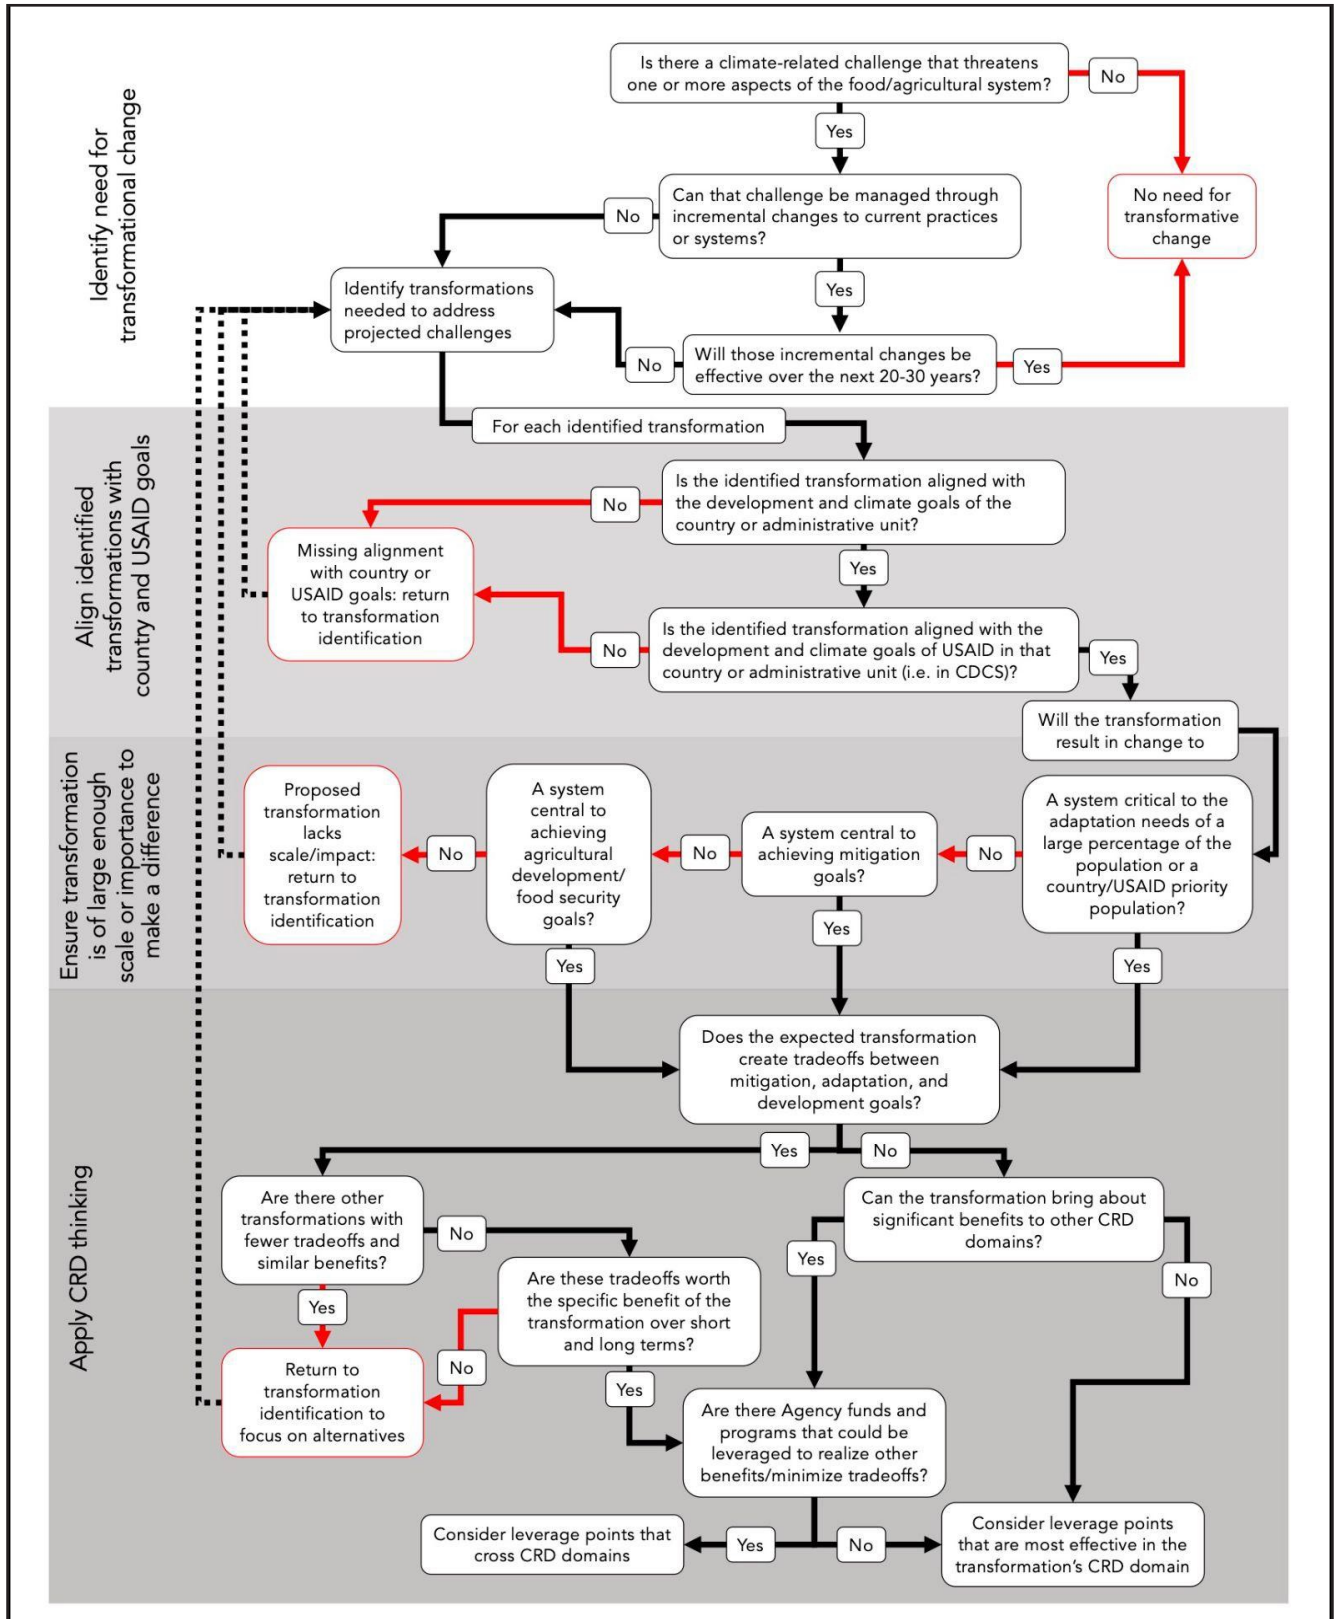 Is there a climate-related challenge that threatens
one or more aspects of the food/agricultural system?
No
Yes
Identify need for
transformational change
Can that challenge be managed through
incremental changes to current practices
or systems?
No
No need for
transformative
change
Yes
Identify transformations
needed to address
projected challenges
Will those incremental changes be
effective over the next 20-30 years?
No
Yes
For each identified transformation
Align identified
transformations with
country and USAID goals
Is the identified transformation aligned with
the development and climate goals of the
country or administrative unit?
No
Missing alignment
with country or
USAID goals: return
to transformation
identification
Yes
Is the identified transformation aligned with the
development and climate goals of USAID in that
country or administrative unit (i.e. in CDCS)?
No
Yes
Will the transformation
result in change to
Ensure transformation
is of large enough
scale or importance to
make a difference
Proposed
transformation
lacks
scale/impact:
return to
transformation
identification
No
A system
central to
achieving
agricultural
development/
food security
goals?
No
A system central to
achieving mitigation
goals?
No
A system critical to the
adaptation needs of a
large percentage of the
population or a
country/USAID priority
population?
Yes
Yes
Yes
Apply CRD thinking
Does the expected transformation
create tradeoffs between
mitigation, adaptation, and
development goals?
Yes
No
Are there other
transformations with
fewer tradeoffs and
similar benefits?
No
Yes
Can the transformation bring about
significant benefits to other CRD
domains?
Yes
No
Are these tradeoffs worth
the specific benefit of the
transformation over short
and long terms?
No
Yes
Return to
transformation
identification to
focus on alternatives
Are there Agency funds and
programs that could be
leveraged to realize other
benefits/minimize tradeoffs?
Yes
No
Consider leverage points that
cross CRD domains
Consider leverage points
that are most effective in the
transformation's CRD domain